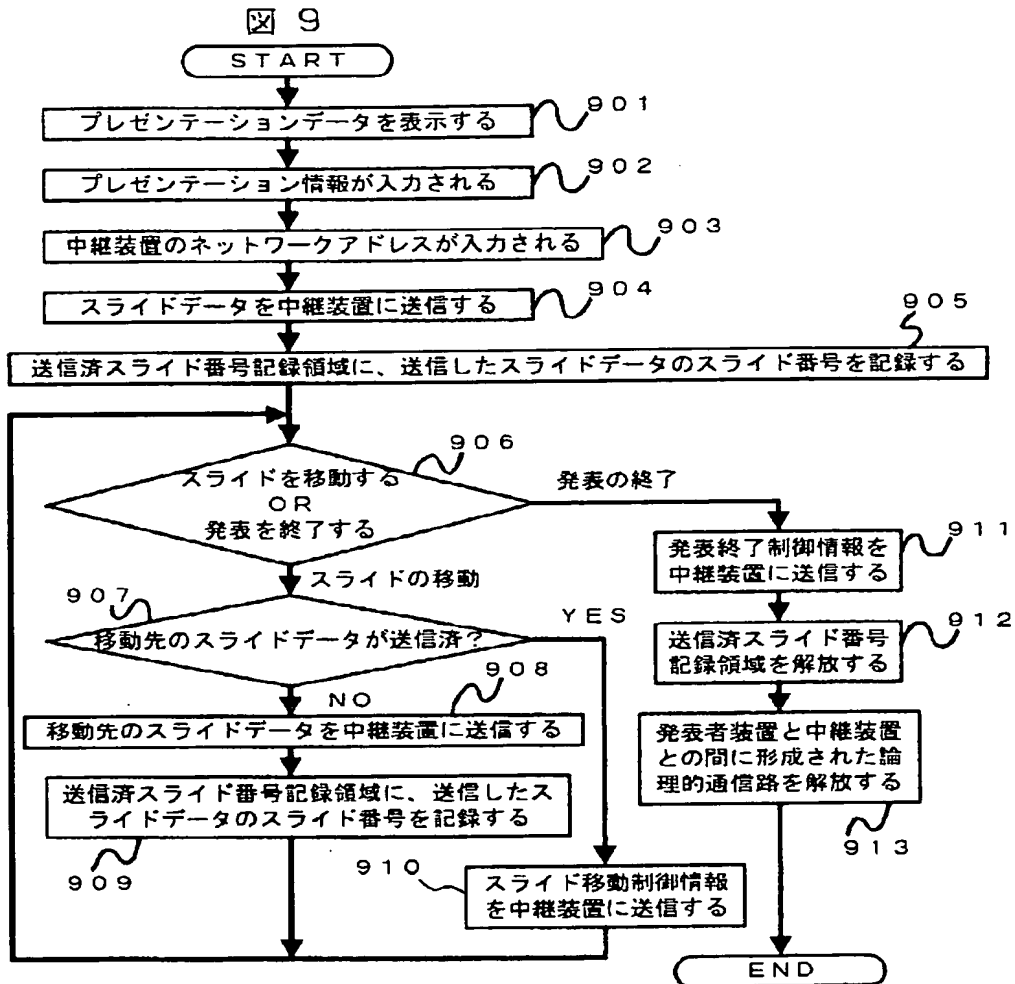 図 9
START
プレゼンテーションデータを表示する
901
プレゼンテーション情報が入力される
902
中継装置のネットワークアドレスが入力される
903
スライドデータを中継装置に送信する
904
905
送信済スライド番号記録領域に、送信したスライドデータのスライド番号を記録する
906
スライドを移動する
OR
発表を終了する
発表の終了
スライドの移動
907
移動先のスライドデータが送信済?
YES
NO
908
移動先のスライドデータを中継装置に送信する
送信済スライド番号記録領域に、送信したス
ライドデータのスライド番号を記録する
909
910
スライド移動制御情報
を中継装置に送信する
発表終了制御情報を
中継装置に送信する
911
送信済スライド番号
記録領域を解放する
912
発表者装置と中継装置
との間に形成された論
理的通信路を解放する
913
END